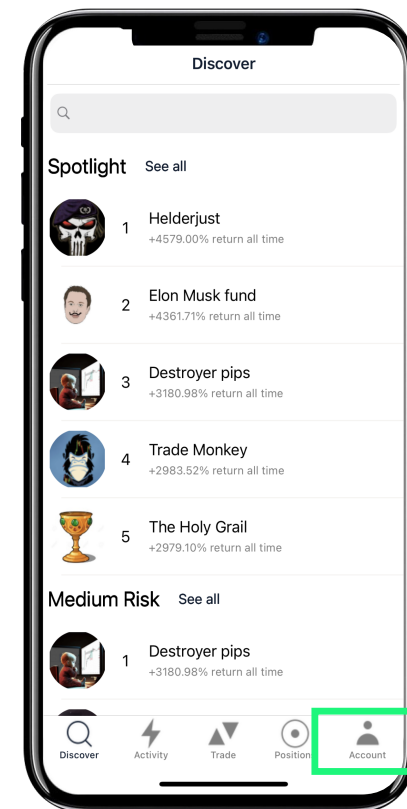 Discover
Spotlight See all
1 Helderjust
+4579.00% return all time
2 Elon Musk fund
+4361.71% return all time
3 Destroyer pips
+3180.98% return all time
4 Trade Monkey
+2983.52% return all time
5 The Holy Grail
+2979.10% return all time
Medium Risk See all
1 Destroyer pips
+3180.98% return all time
Discover Activity Trade Position Account